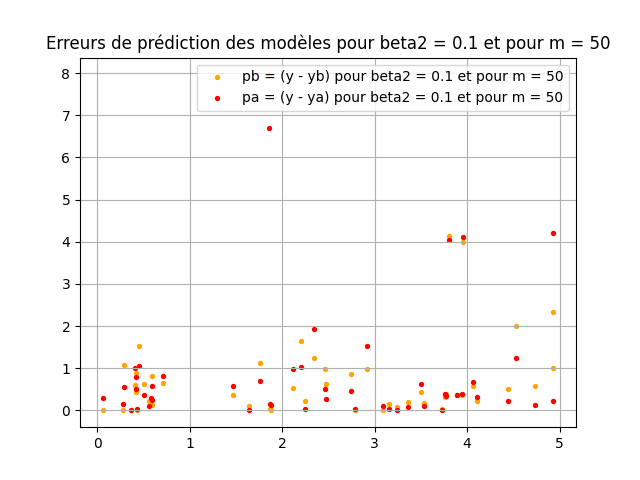 Erreurs de prédiction des modèles pour beta2 = 0.1 et pour m = 50
pb = (y - yb) pour beta2 = 0.1 et pour m = 50
pa = (y - ya) pour beta2 = 0.1 et pour m = 50
8
7
6
5
4
3
2
1
0
0 1 2 3 4 5